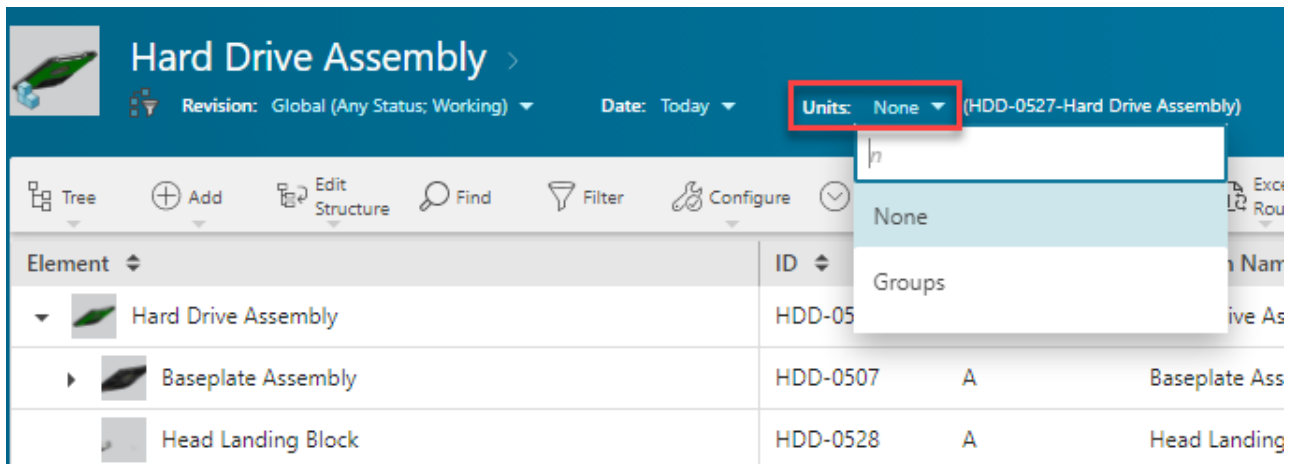 Hard Drive Assembly
Revision: Global (Any Status; Working) Date: Today Units: None (HDD-0527-Hard Drive Assembly)
n
Tree Add Edit Structure Find Filter Configure
None
Groups
Element ID
Hard Drive Assembly
Baseplate Assembly HDD-0507 A Baseplate
Head Landing Block HDD-0528 A Head Landing